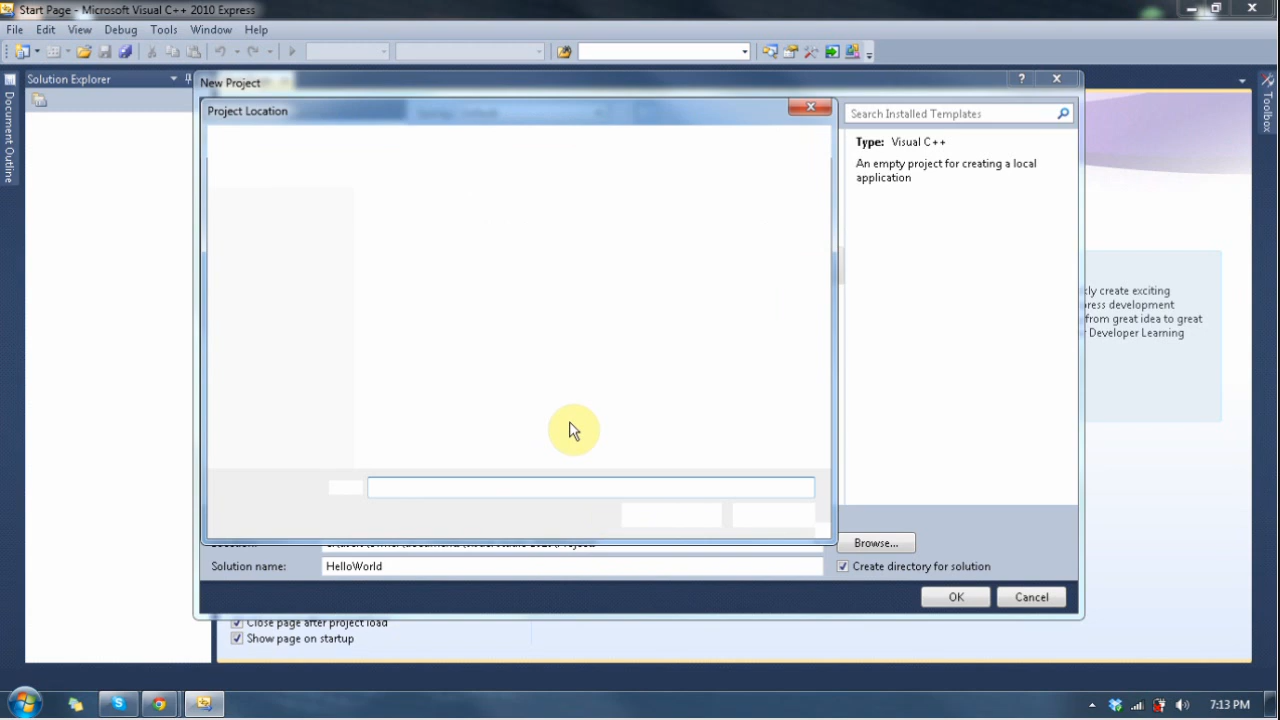 Start Page - Microsoft Visual C++ 2010 Express
File Edit View Debug Tools Window Help
Solution Explorer
Document Outline
Toolbox
New Project
Project Location
Search Installed Templates
Type: Visual C++
An empty project for creating a local
application
kly create exciting
press development
from great idea to great
Developer Learning
Browse...
Solution name: HelloWorld
Create directory for solution
OK Cancel
Close page after project load
Show page on startup
7:13 PM